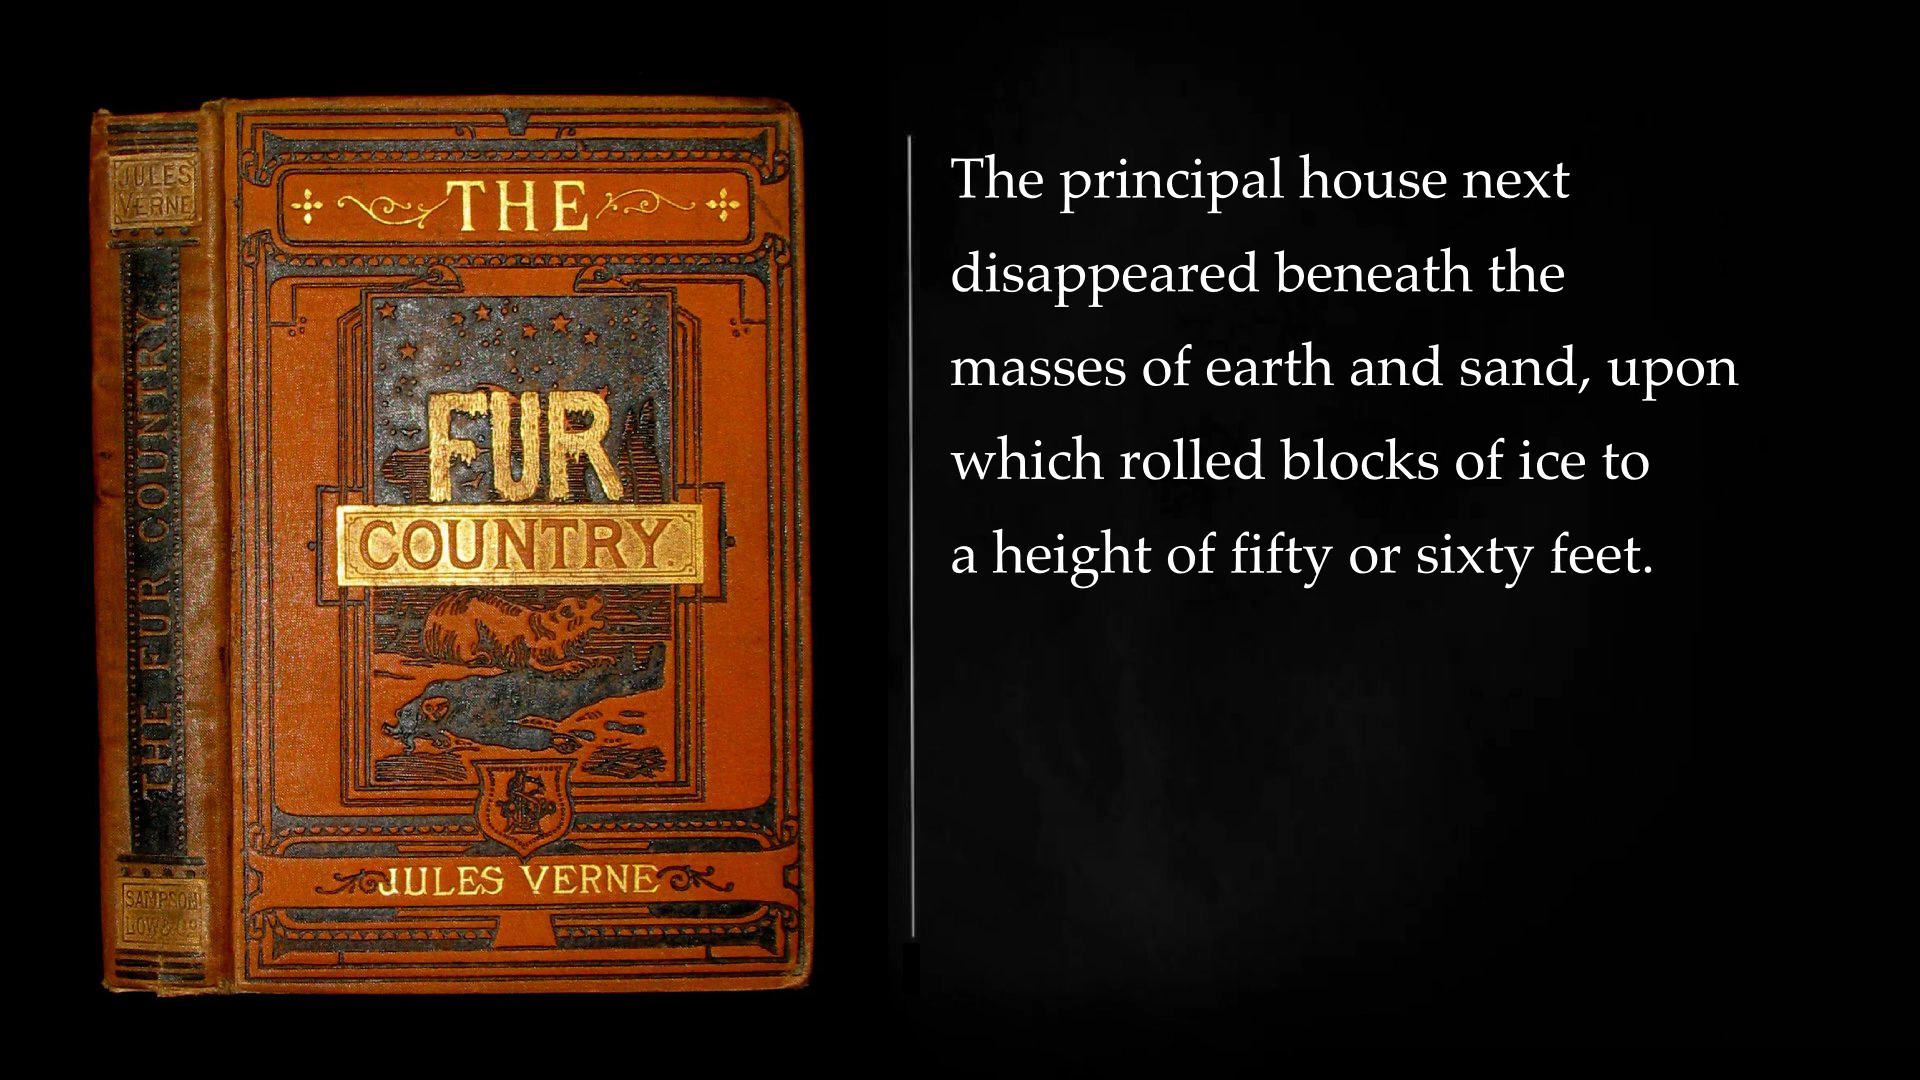 JULES
VERNE
THE FUR COUNTRY.
SAMPSON
LOW & Co
THE
FUR
COUNTRY.
JULES VERNE
The principal house next
disappeared beneath the
masses of earth and sand, upon
which rolled blocks of ice to
a height of fifty or sixty feet.